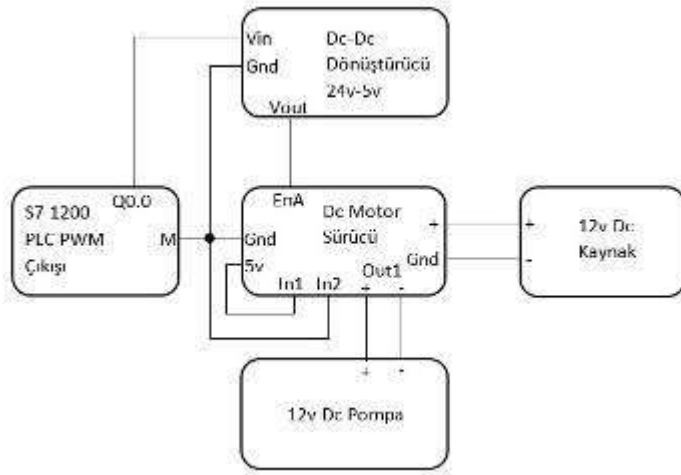 Vin
Gnd
Dc-Dc
Dönüştürücü
24v-5v
Vout
Q0.0
S7 1200
PLC PWM
Çıkışı
M
EnA
Gnd
5v
Dc Motor
Sürücü
+
Gnd
In1
In2
Out1
+
-
+
-
12v Dc
Kaynak
+
-
12v Dc Pompa